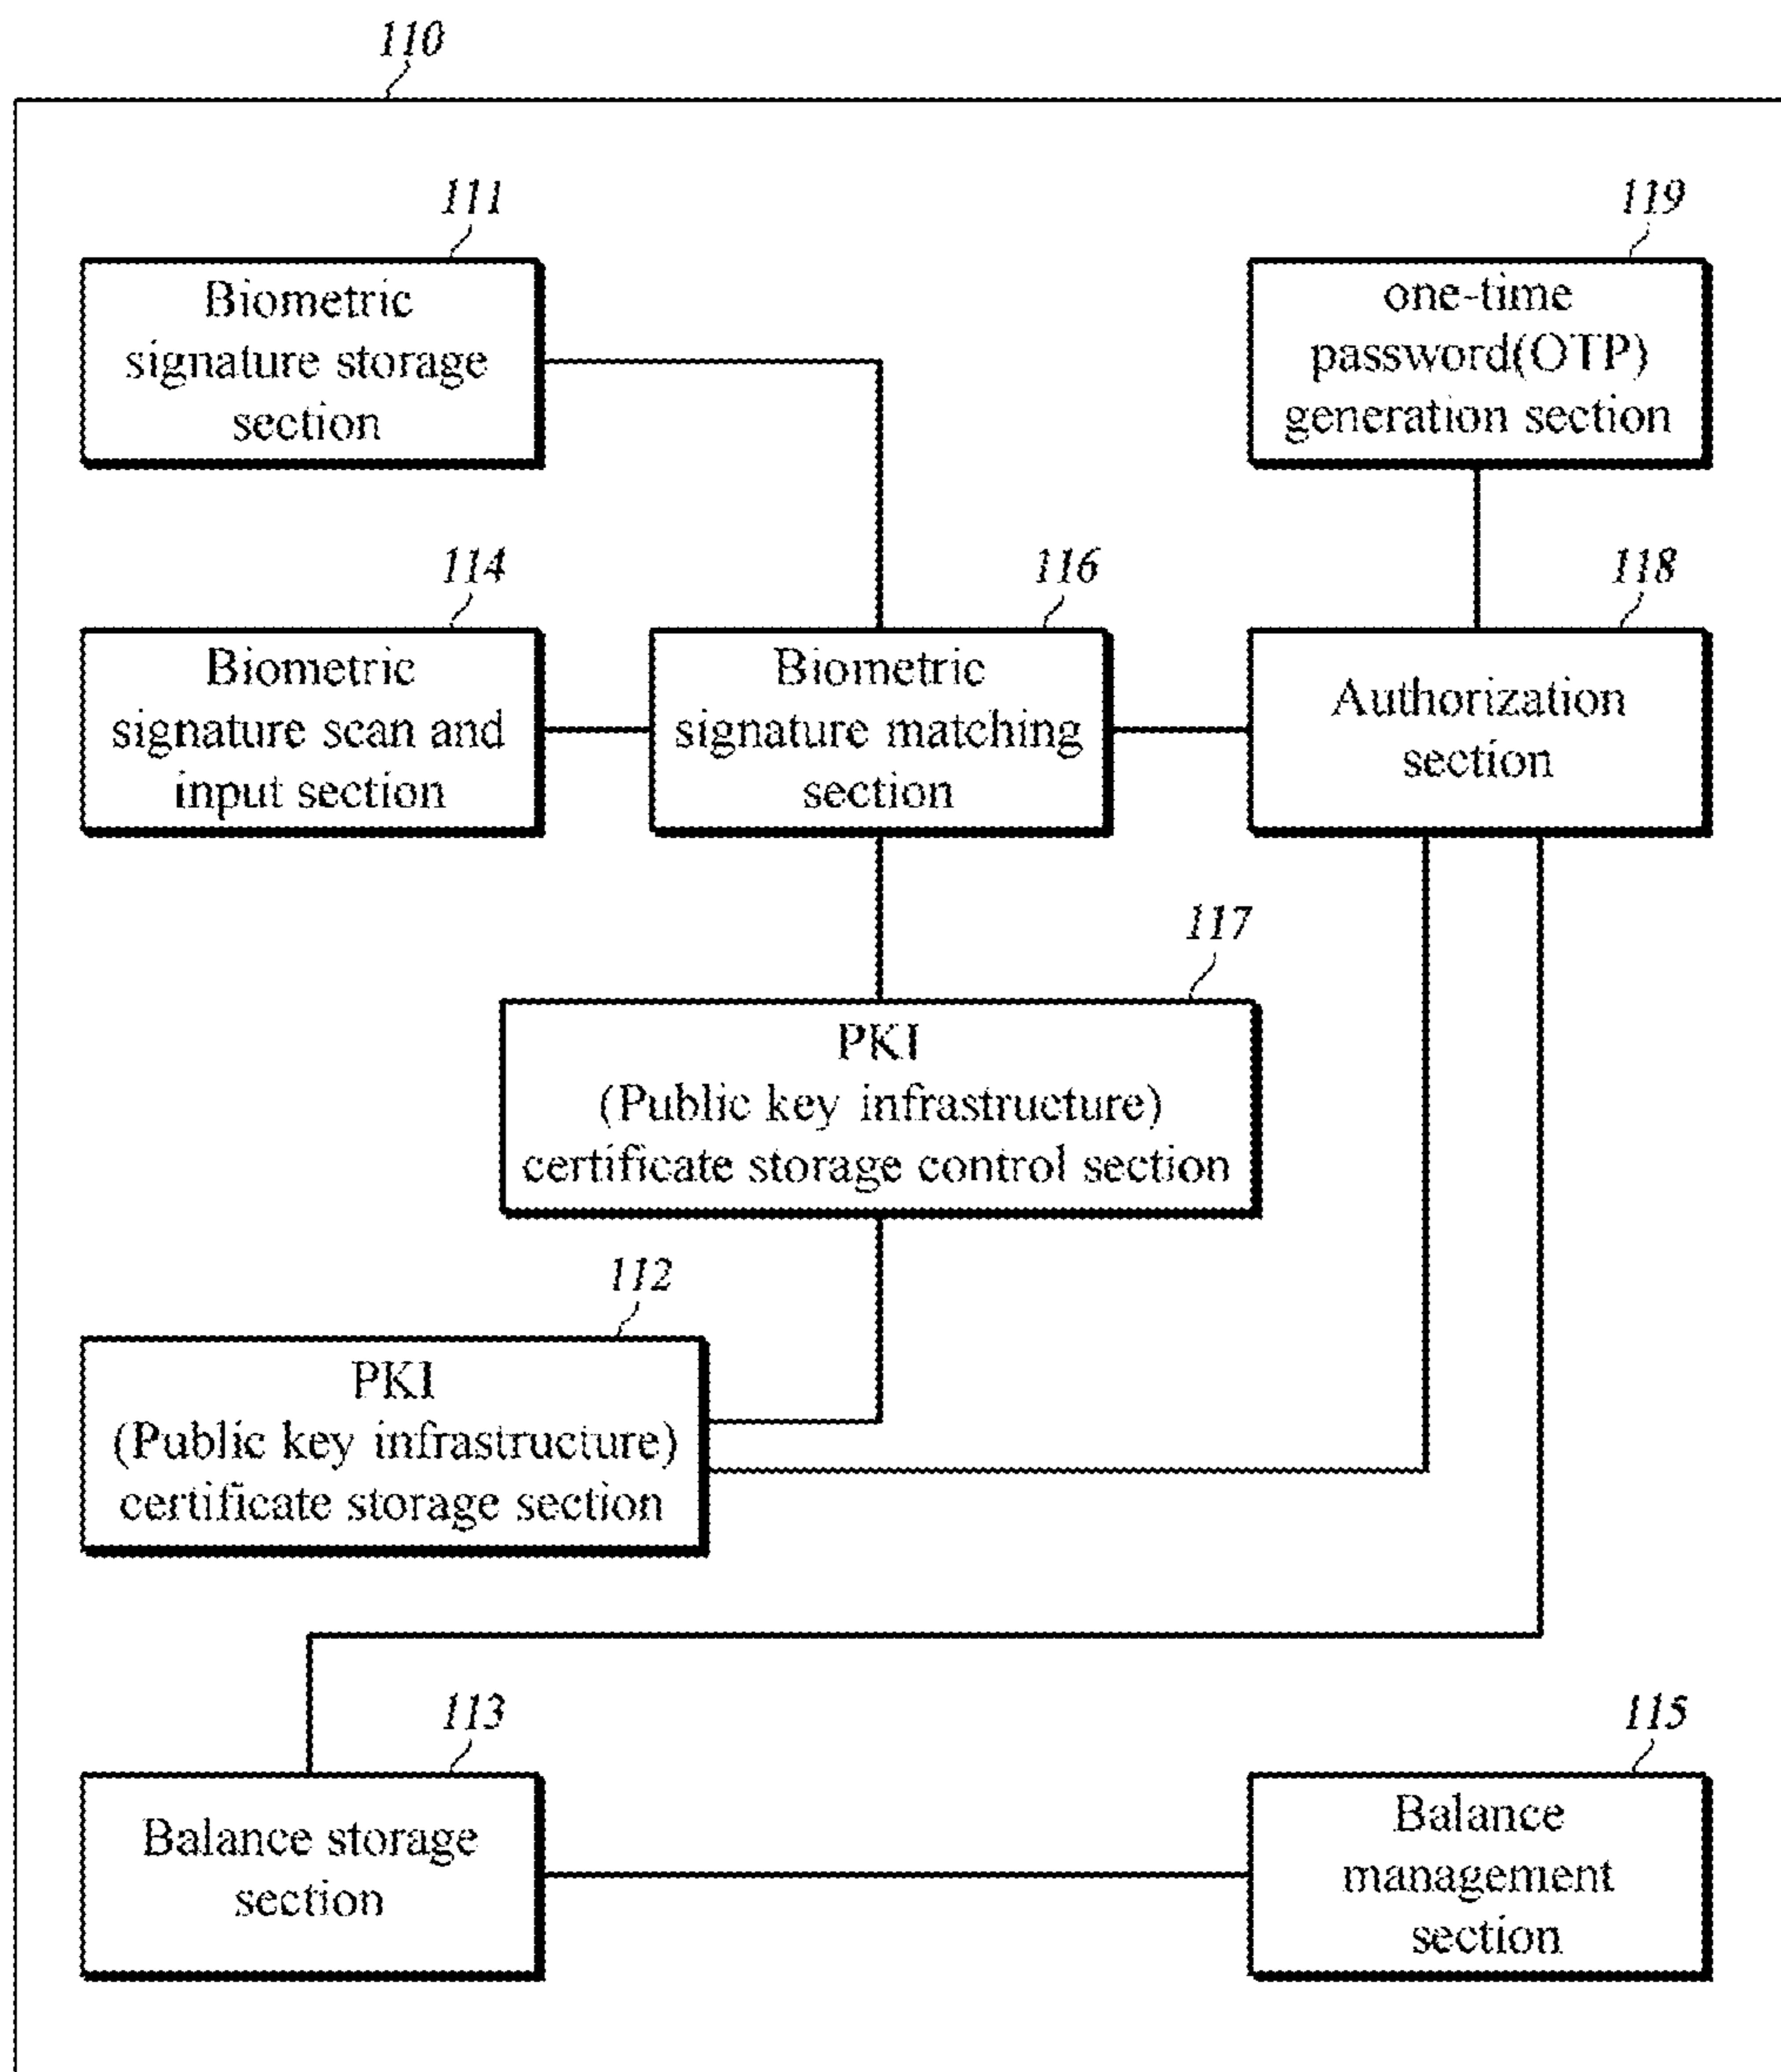 110
111
Biometric
signature storage
section
119
one-time
password(OTP)
generation section
114
Biometric
signature scan and
input section
116
Biometric
signature matching
section
118
Authorization
section
117
PKI
(Public key infrastructure)
certificate storage control section
112
PKI
(Public key infrastructure)
certificate storage section
113
Balance storage
section
115
Balance
management
section